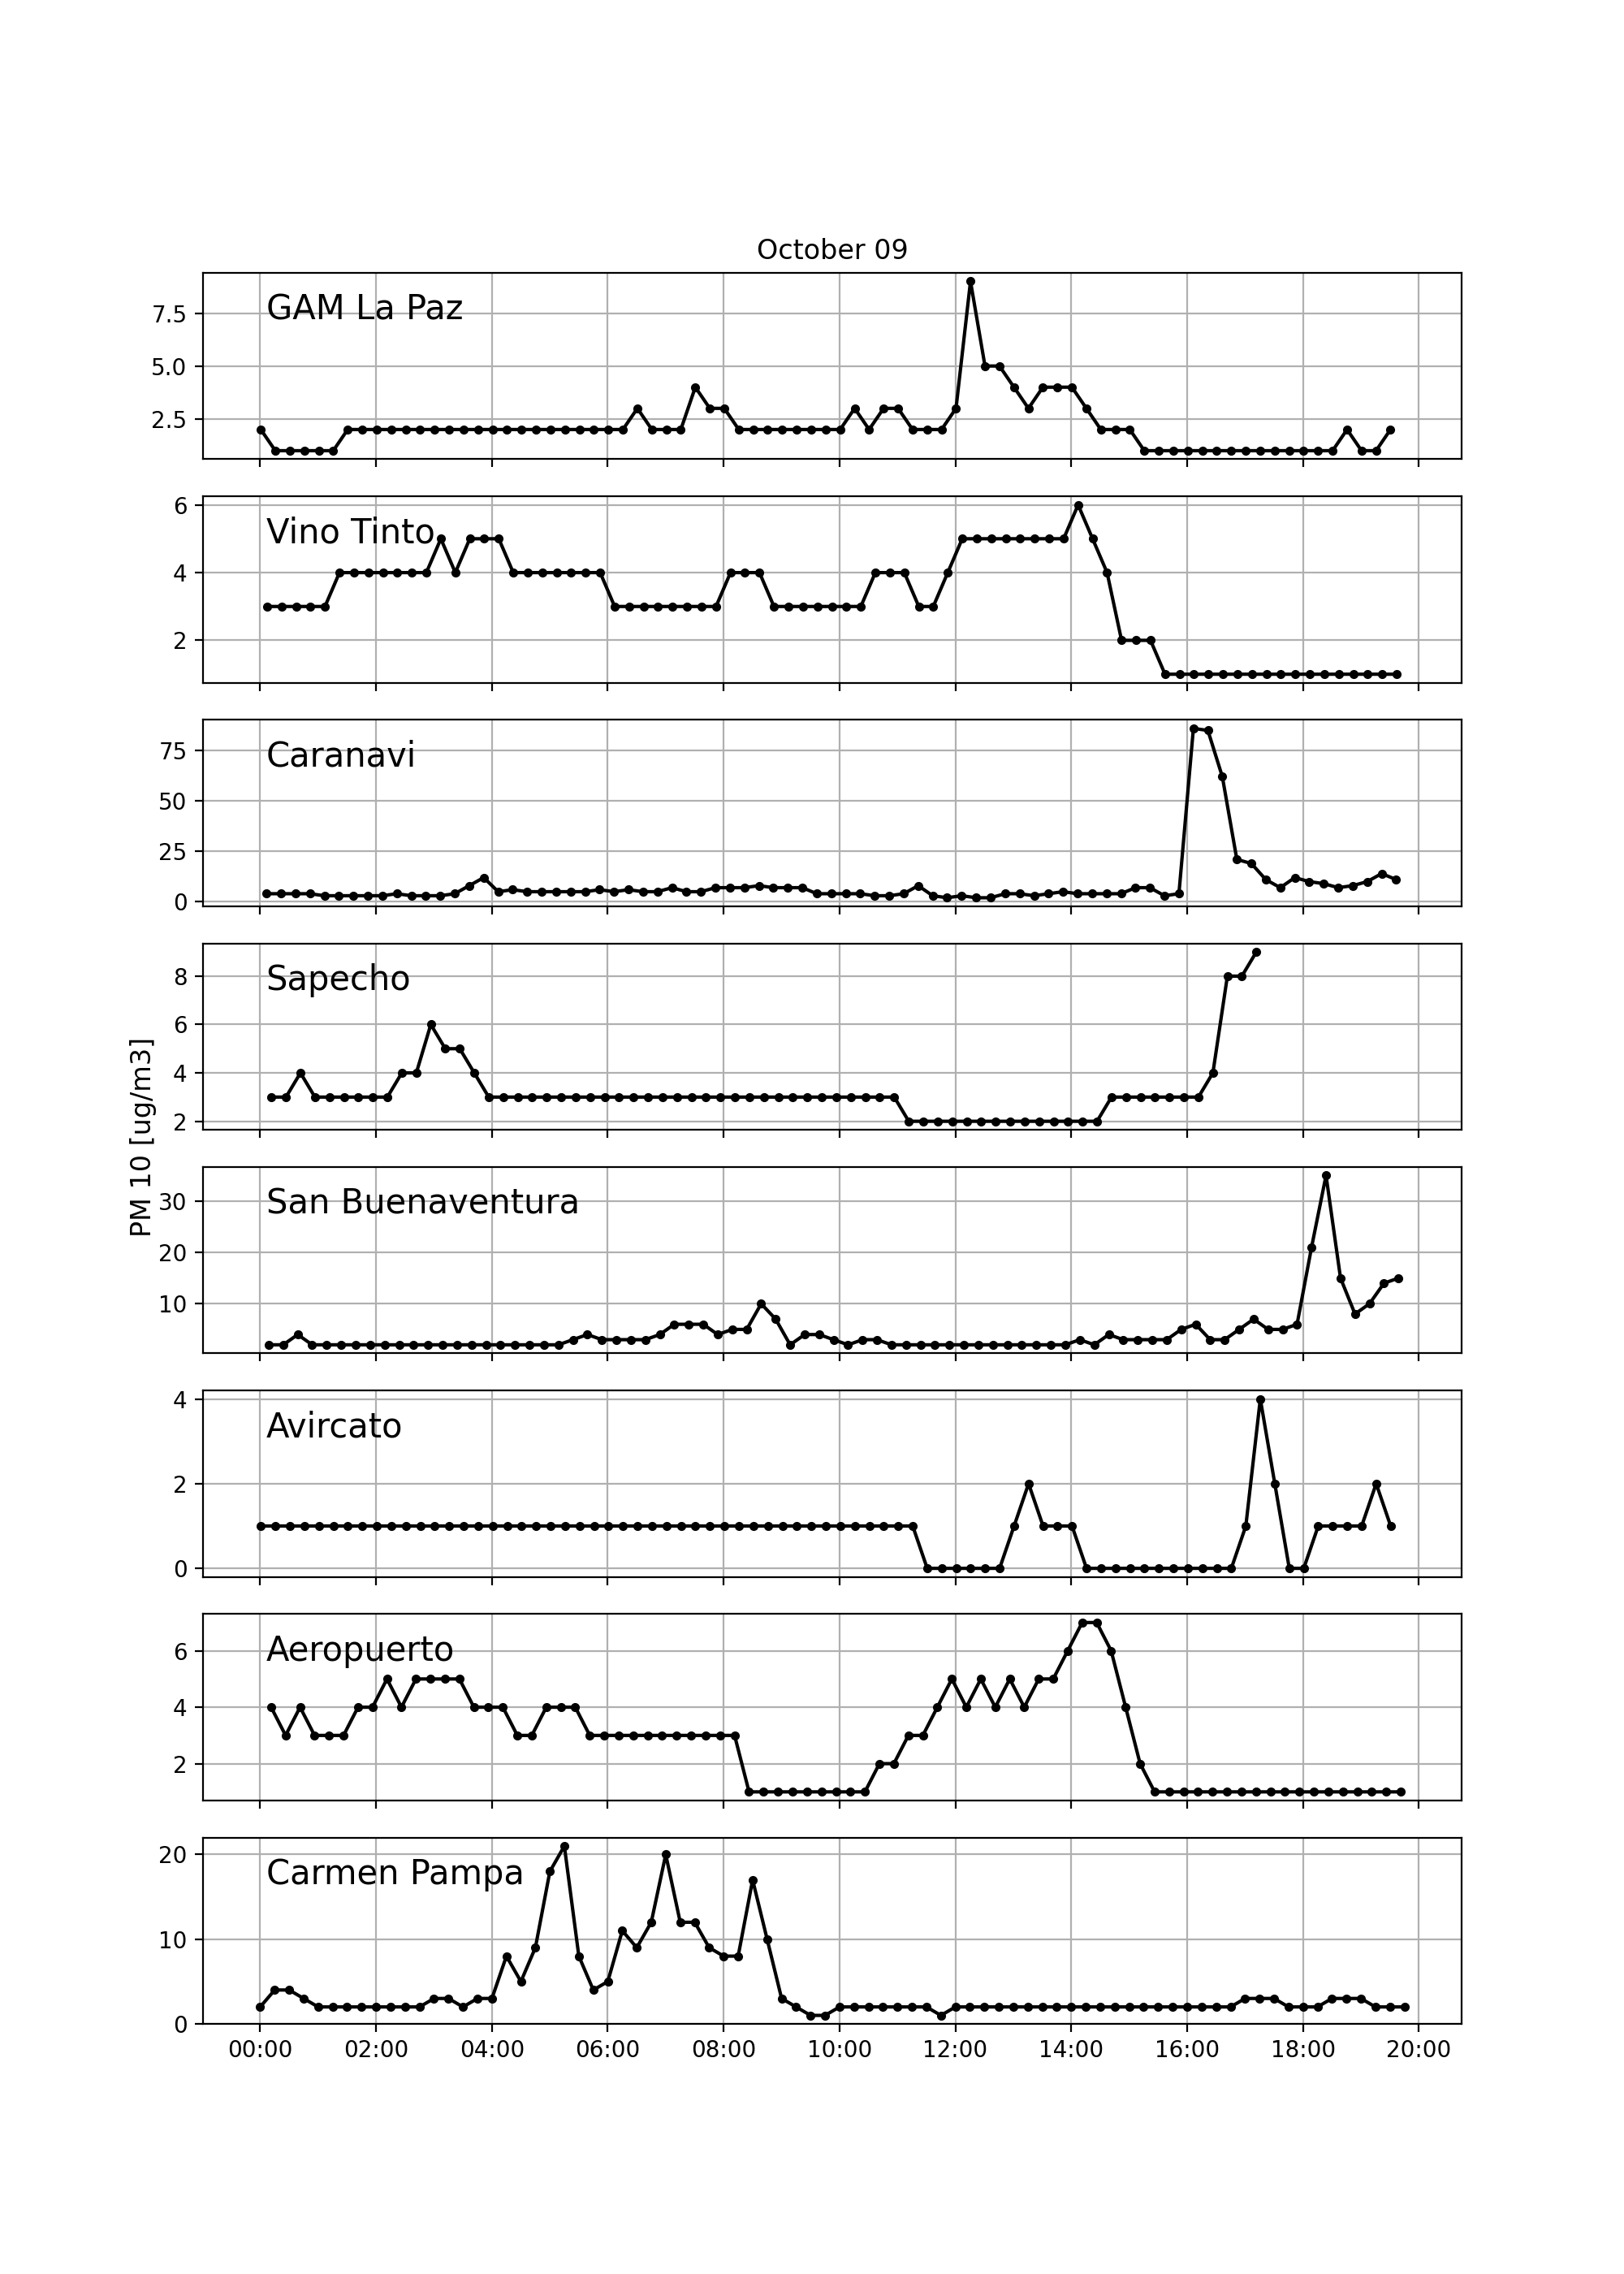 October 09
GAM La Paz
7.5
5.0
2.5
Vino Tinto
6
4
2
Caranavi
75
50
25
0
Sapecho
8
6
4
2
PM 10 [ug/m3]
San Buenaventura
30
20
10
Avircato
4
2
0
Aeropuerto
6
4
2
Carmen Pampa
20
10
0
00:00 02:00 04:00 06:00 08:00 10:00 12:00 14:00 16:00 18:00 20:00